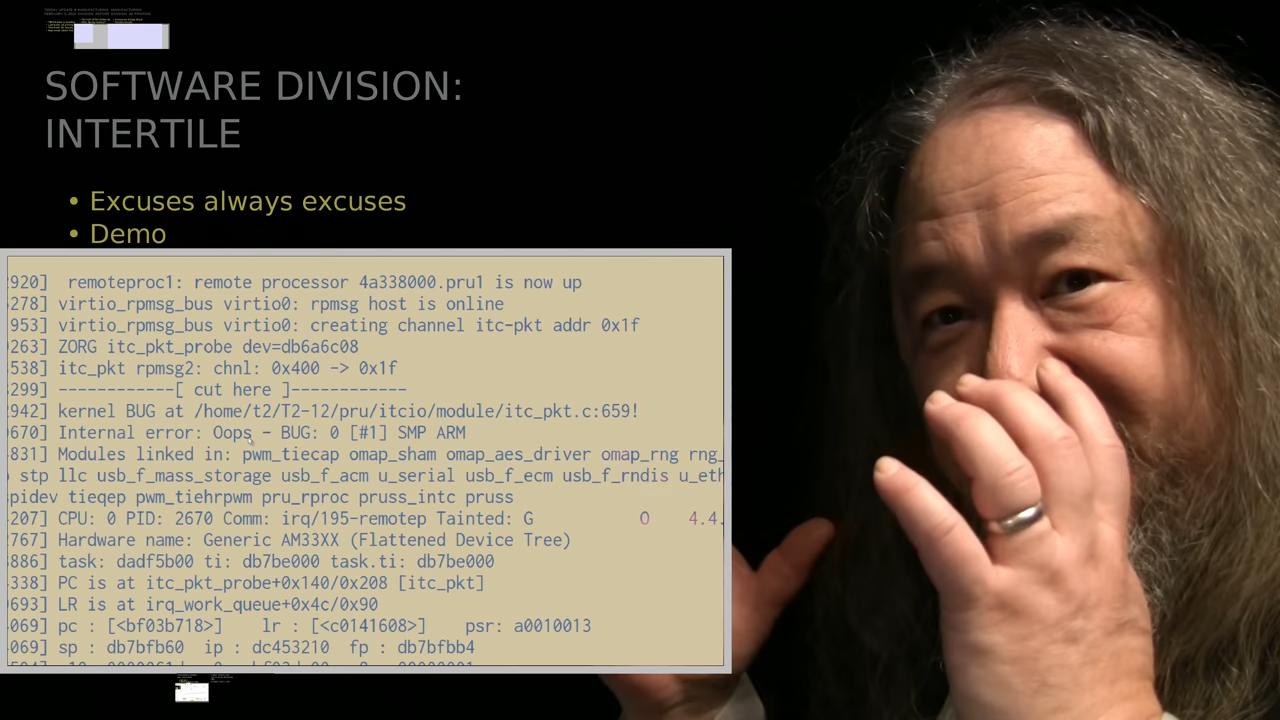 SOFTWARE DIVISION:
INTERTILE
• Excuses always excuses
• Demo
920] remoteproc1: remote processor 4a338000.pru1 is now up
278] virtio_rpmsg_bus virtio0: rpmsg host is online
953] virtio_rpmsg_bus virtio0: creating channel itc-pkt addr 0x1f
263] ZORG itc_pkt_probe dev=db6a6c08
538] itc_pkt rpmsg2: chnl: 0x400 -> 0x1f
299] ------------[ cut here ]------------
942] kernel BUG at /home/t2/T2-12/pru/itcio/module/itc_pkt.c:659!
670] Internal error: Oops - BUG: 0 [#1] SMP ARM
831] Modules linked in: pwm_tiecap omap_sham omap_aes_driver omap_rng rng_
stp llc usb_f_mass_storage usb_f_acm u_serial usb_f_ecm usb_f_rndis u_eth
spidev tieqep pwm_tiehrpwm pru_rproc pruss_intc pruss
207] CPU: 0 PID: 2670 Comm: irq/195-remotep Tainted: G O 4.4.
767] Hardware name: Generic AM33XX (Flattened Device Tree)
886] task: dadf5b00 ti: db7be000 task.ti: db7be000
338] PC is at itc_pkt_probe+0x140/0x208 [itc_pkt]
693] LR is at irq_work_queue+0x4c/0x90
069] pc : [<bf03b718>] lr : [<c0141608>] psr: a0010013
069] sp : db7bfb60 ip : dc453210 fp : db7bfbb4